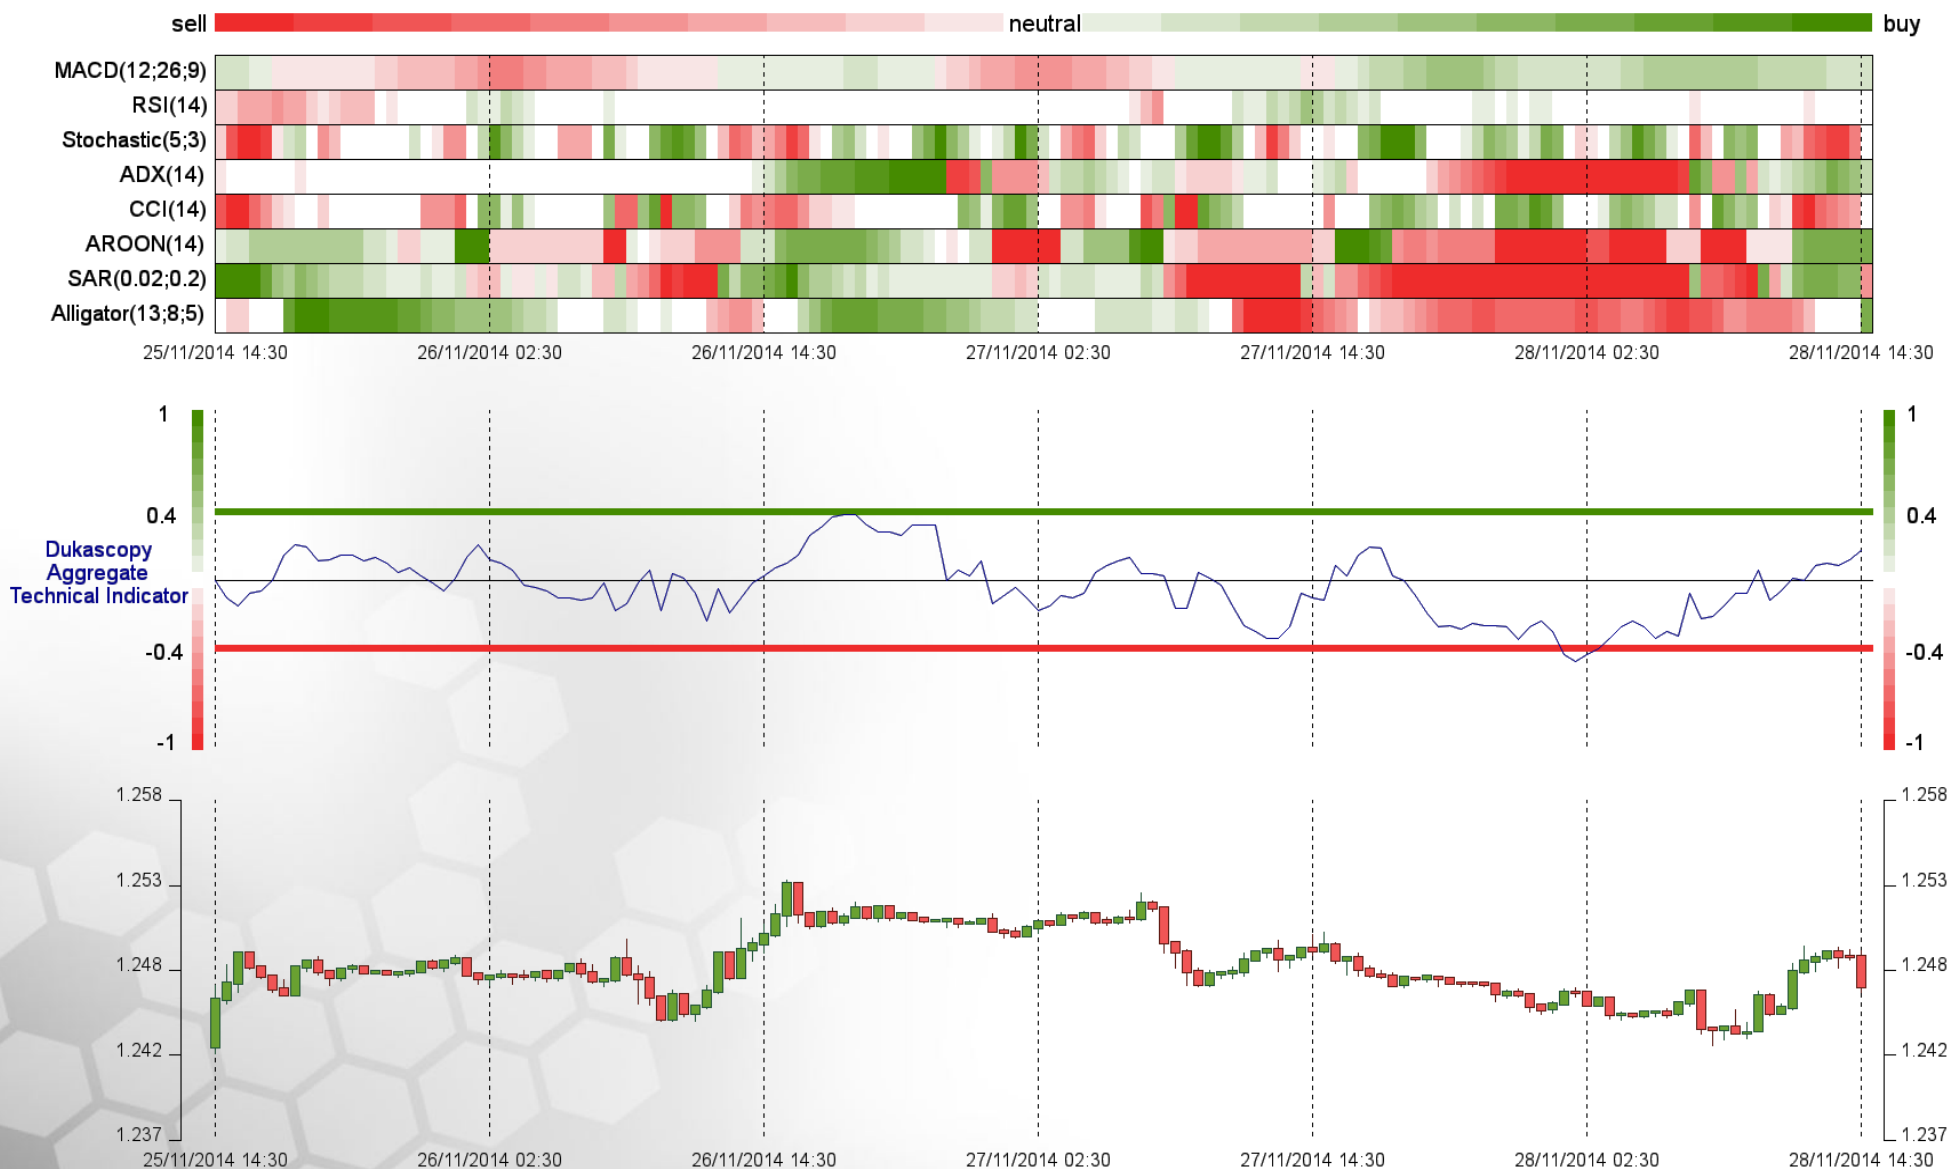 sell neutral buy
MACD(12;26;9)
RSI(14)
Stochastic(5;3)
ADX(14)
CCI(14)
AROON(14)
SAR(0.02;0.2)
Alligator(13;8;5)
25/11/2014 14:30 26/11/2014 02:30 26/11/2014 14:30 27/11/2014 02:30 27/11/2014 14:30 28/11/2014 02:30 28/11/2014 14:30
1 1
0.4 0.4
Dukascopy
Aggregate
Technical Indicator
-0.4 -0.4
-1 -1
1.258 1.258
1.253 1.253
1.248 1.248
1.242 1.242
1.237 1.237
25/11/2014 14:30 26/11/2014 02:30 26/11/2014 14:30 27/11/2014 02:30 27/11/2014 14:30 28/11/2014 02:30 28/11/2014 14:30